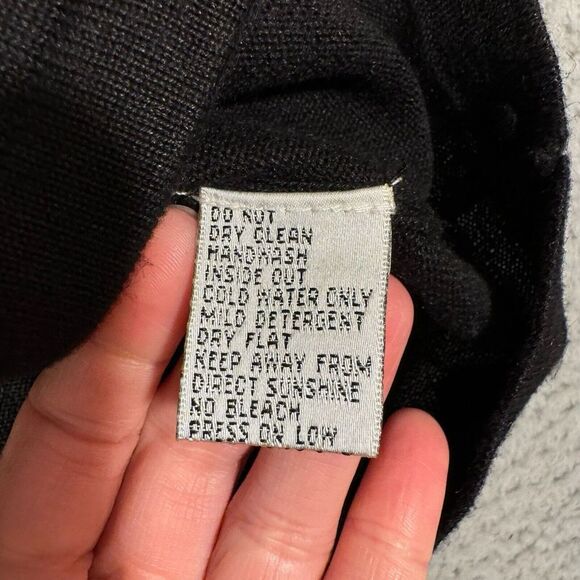 DO NOT
DRY CLEAN
HANDWASH
INSIDE OUT
COLD WATER ONLY
MILD DETERGENT
DRY FLAT
KEEP AWAY FROM
DIRECT SUNSHINE
NO BLEACH
PRESS ON LOW